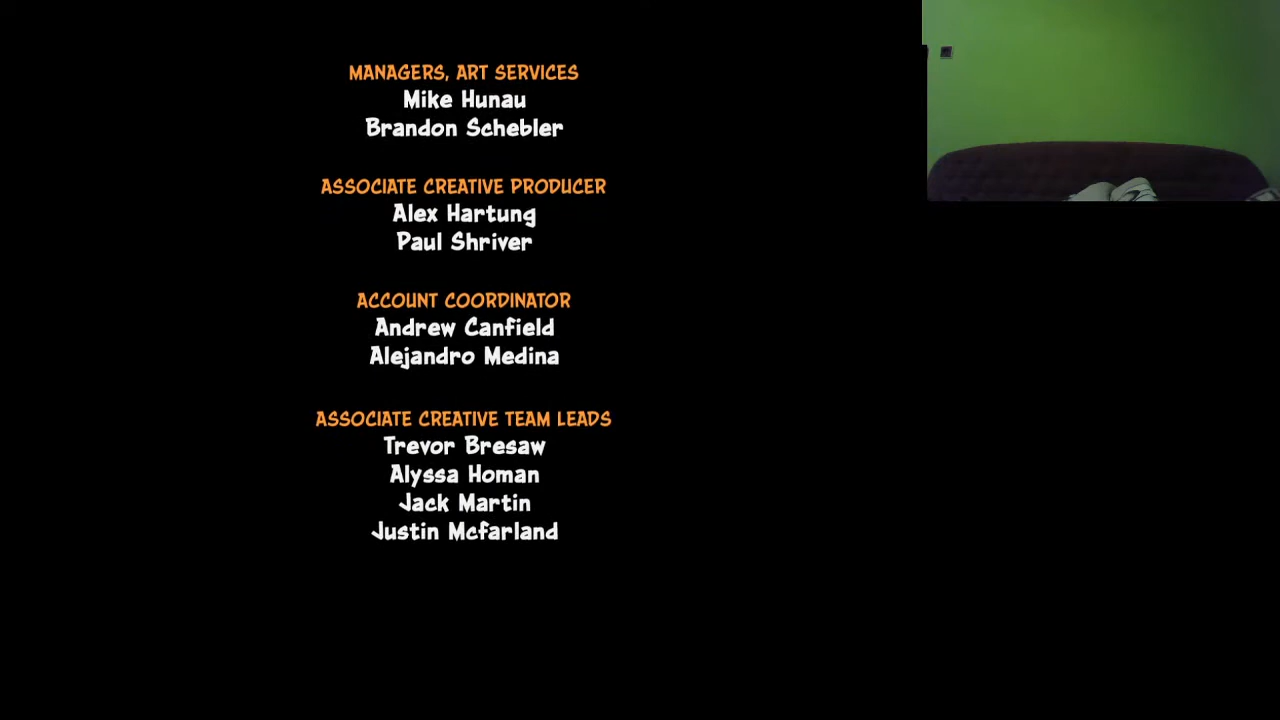 MANAGERS, ART SERVICES
Mike Hunau
Brandon Schebler
ASSOCIATE CREATIVE PRODUCER
Alex Hartung
Paul Shriver
ACCOUNT COORDINATOR
Andrew Canfield
Alejandro Medina
ASSOCIATE CREATIVE TEAM LEADS
Trevor Bresaw
Alyssa Homan
Jack Martin
Justin Mcfarland